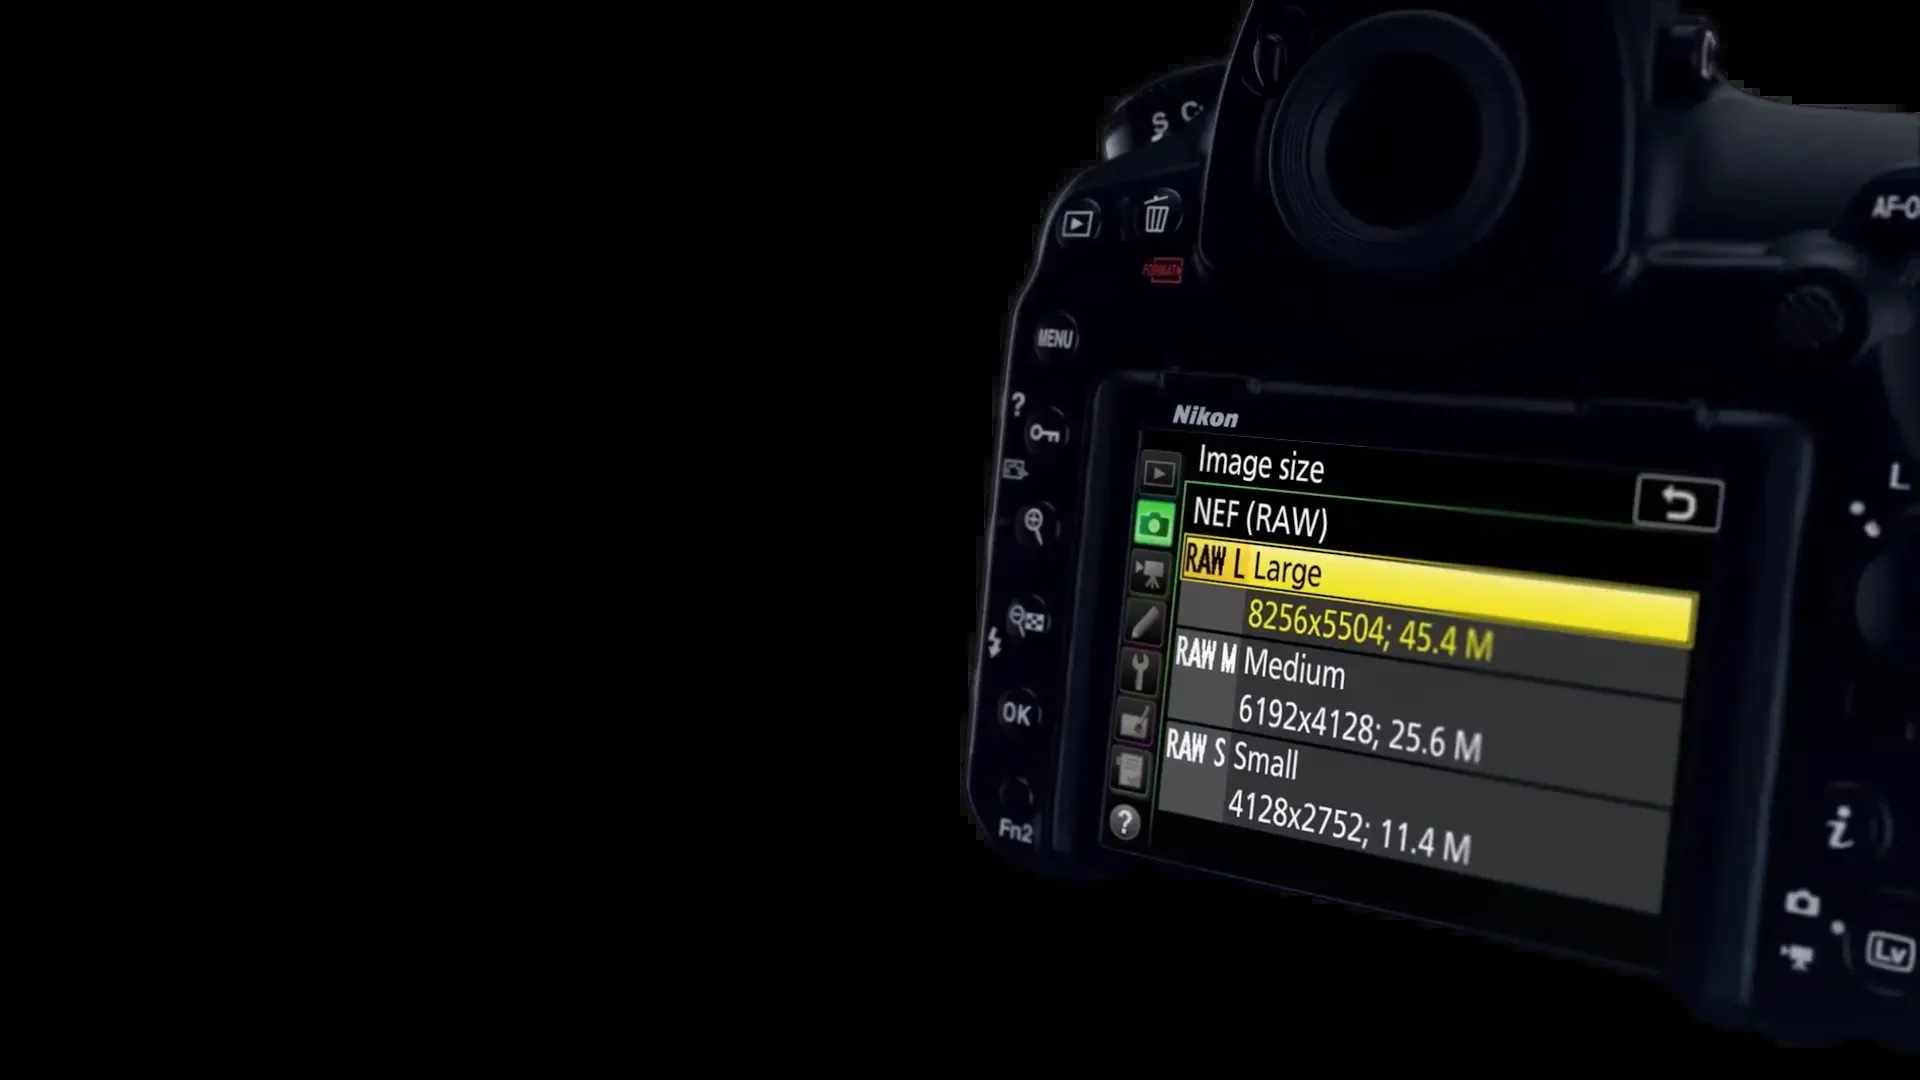 S C
FORMAT
MENU
?
OK
Fn2
Nikon
Image size
NEF (RAW)
RAW L Large
8256x5504; 45.4 M
RAW M Medium
6192x4128; 25.6 M
RAW S Small
4128x2752; 11.4 M
?
L
i
Lv